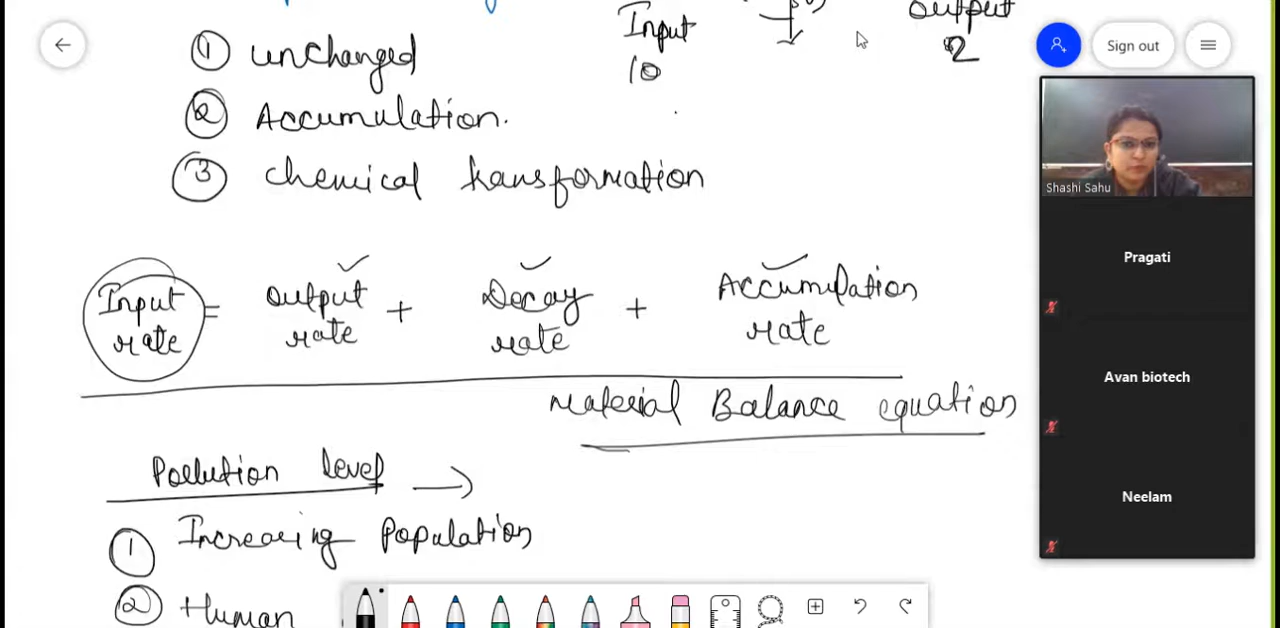 Input
output
10
2
① unchanged
② Accumulation.
③ chemical transformation
Input rate = output rate + Decay rate + Accumulation rate
Material Balance equation
Pollution level →
① Increasing Population
② Human
Sign out
Shashi Sahu
Pragati
Avan biotech
Neelam